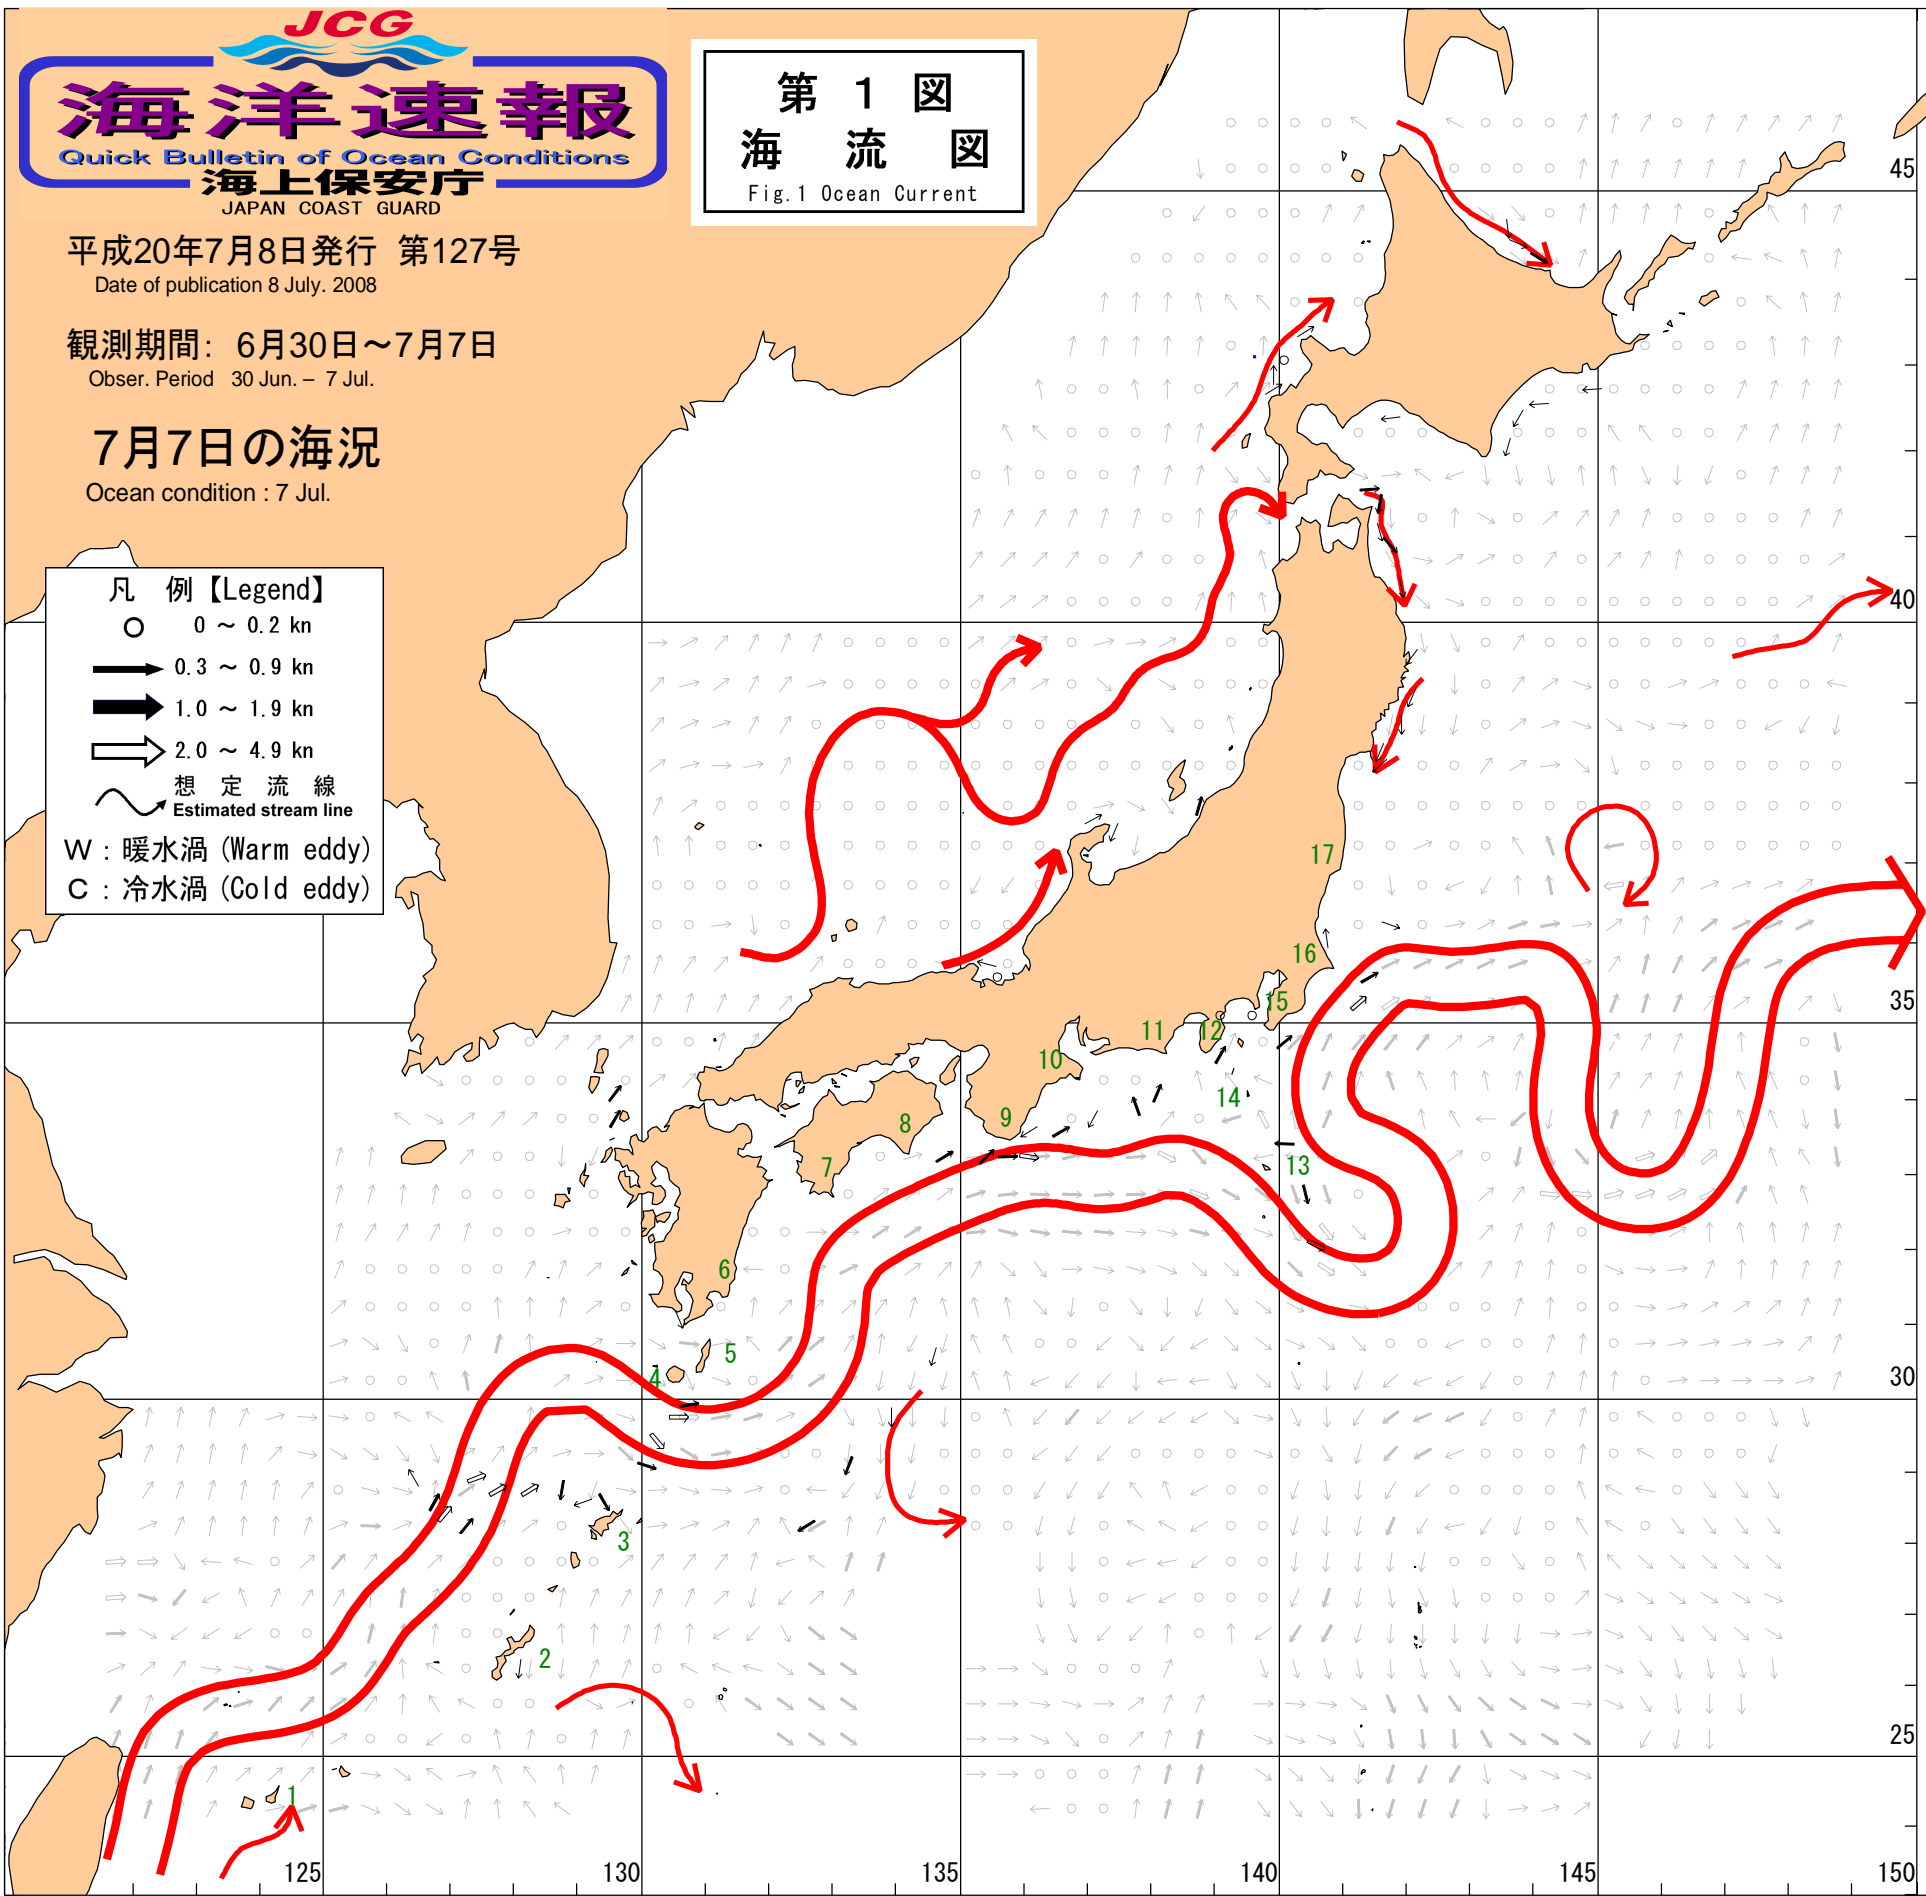 JCG
海洋速報
Quick Bulletin of Ocean Conditions
海上保安庁
JAPAN COAST GUARD
第 1 図
海 流 図
Fig.1 Ocean Current
平成20年7月8日発行 第127号
Date of publication 8 July. 2008
観測期間: 6月30日～7月7日
Obser. Period 30 Jun. – 7 Jul.
7月7日の海況
Ocean condition : 7 Jul.
凡 例【Legend】
0 ～ 0.2 kn
0.3 ～ 0.9 kn
1.0 ～ 1.9 kn
2.0 ～ 4.9 kn
想 定 流 線
Estimated stream line
W : 暖水渦 (Warm eddy)
C : 冷水渦 (Cold eddy)
45
40
17
16
15
35
12
11
10
14
9
8
7
13
6
5
4
30
3
2
25
1
125
130
135
140
145
150